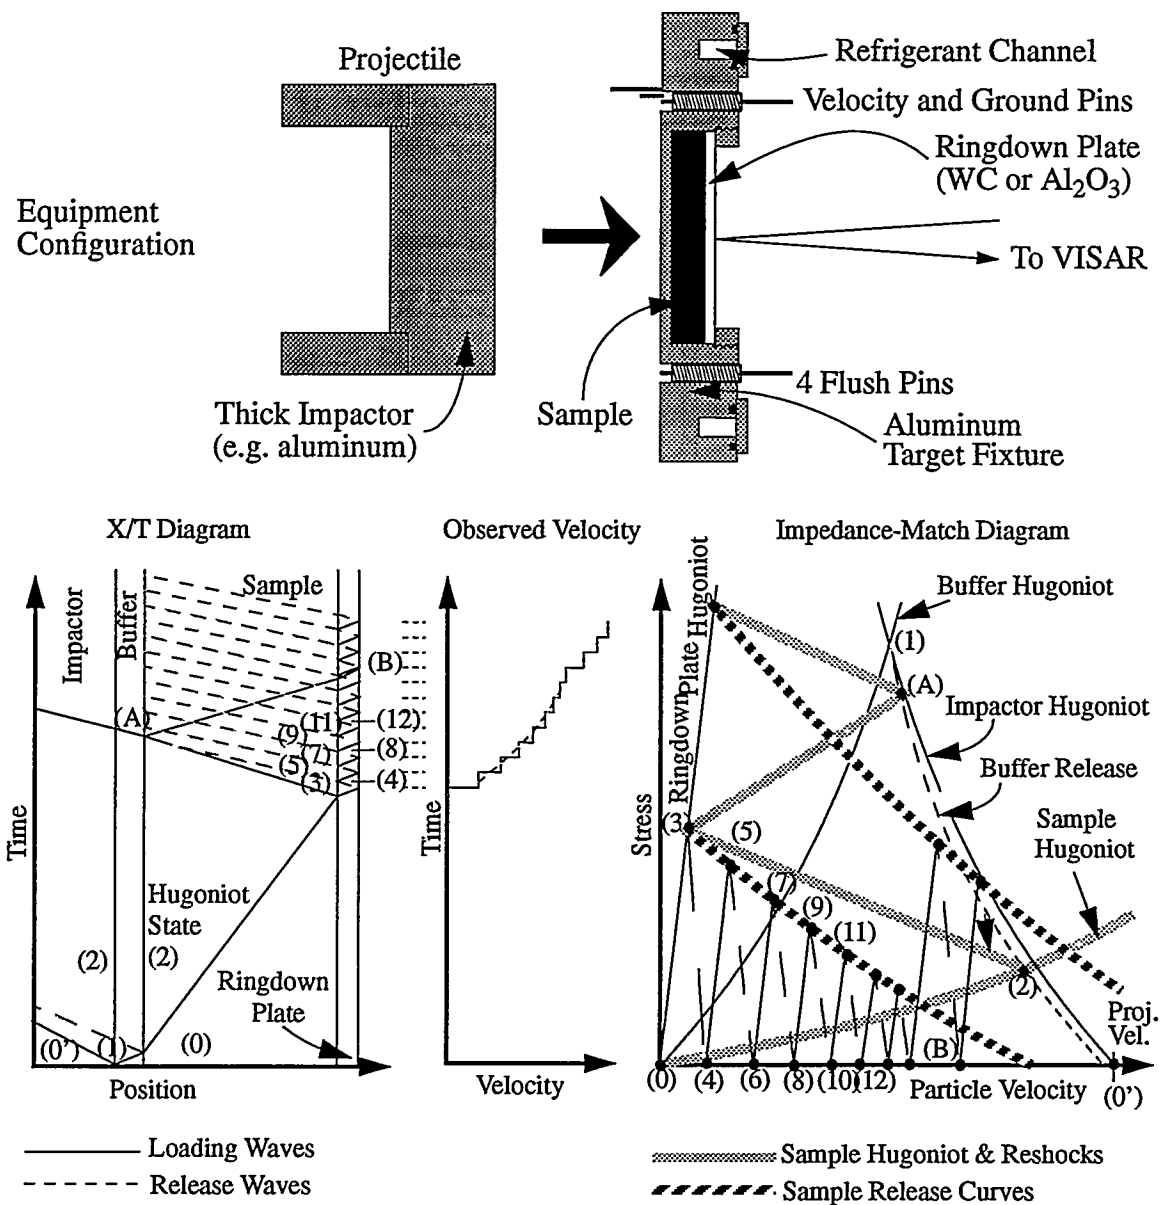 Projectile
Refrigerant Channel
Velocity and Ground Pins
Ringdown Plate
(WC or Al2O3)
Equipment
Configuration
To VISAR
4 Flush Pins
Thick Impactor
(e.g. aluminum)
Sample
Aluminum
Target Fixture
X/T Diagram
Observed Velocity
Impedance-Match Diagram
Impactor
Buffer
Sample
(B)
(A)
(11)
(12)
(9)
(7)
(8)
(5)
(3)
(4)
Time
Hugoniot
State
(2)
(2)
Ringdown
Plate
(0')
(1)
(0)
Position
Time
Velocity
Ringdown Plate Hugoniot
Buffer Hugoniot
(1)
(A)
Impactor Hugoniot
Buffer Release
Sample
Hugoniot
Stress
(3)
(5)
(7)
(9)
(11)
(2)
Proj.
Vel.
(B)
(0)
(4)
(6)
(8)
(10)
(12)
Particle Velocity
(0')
Loading Waves
Release Waves
Sample Hugoniot & Reshocks
Sample Release Curves